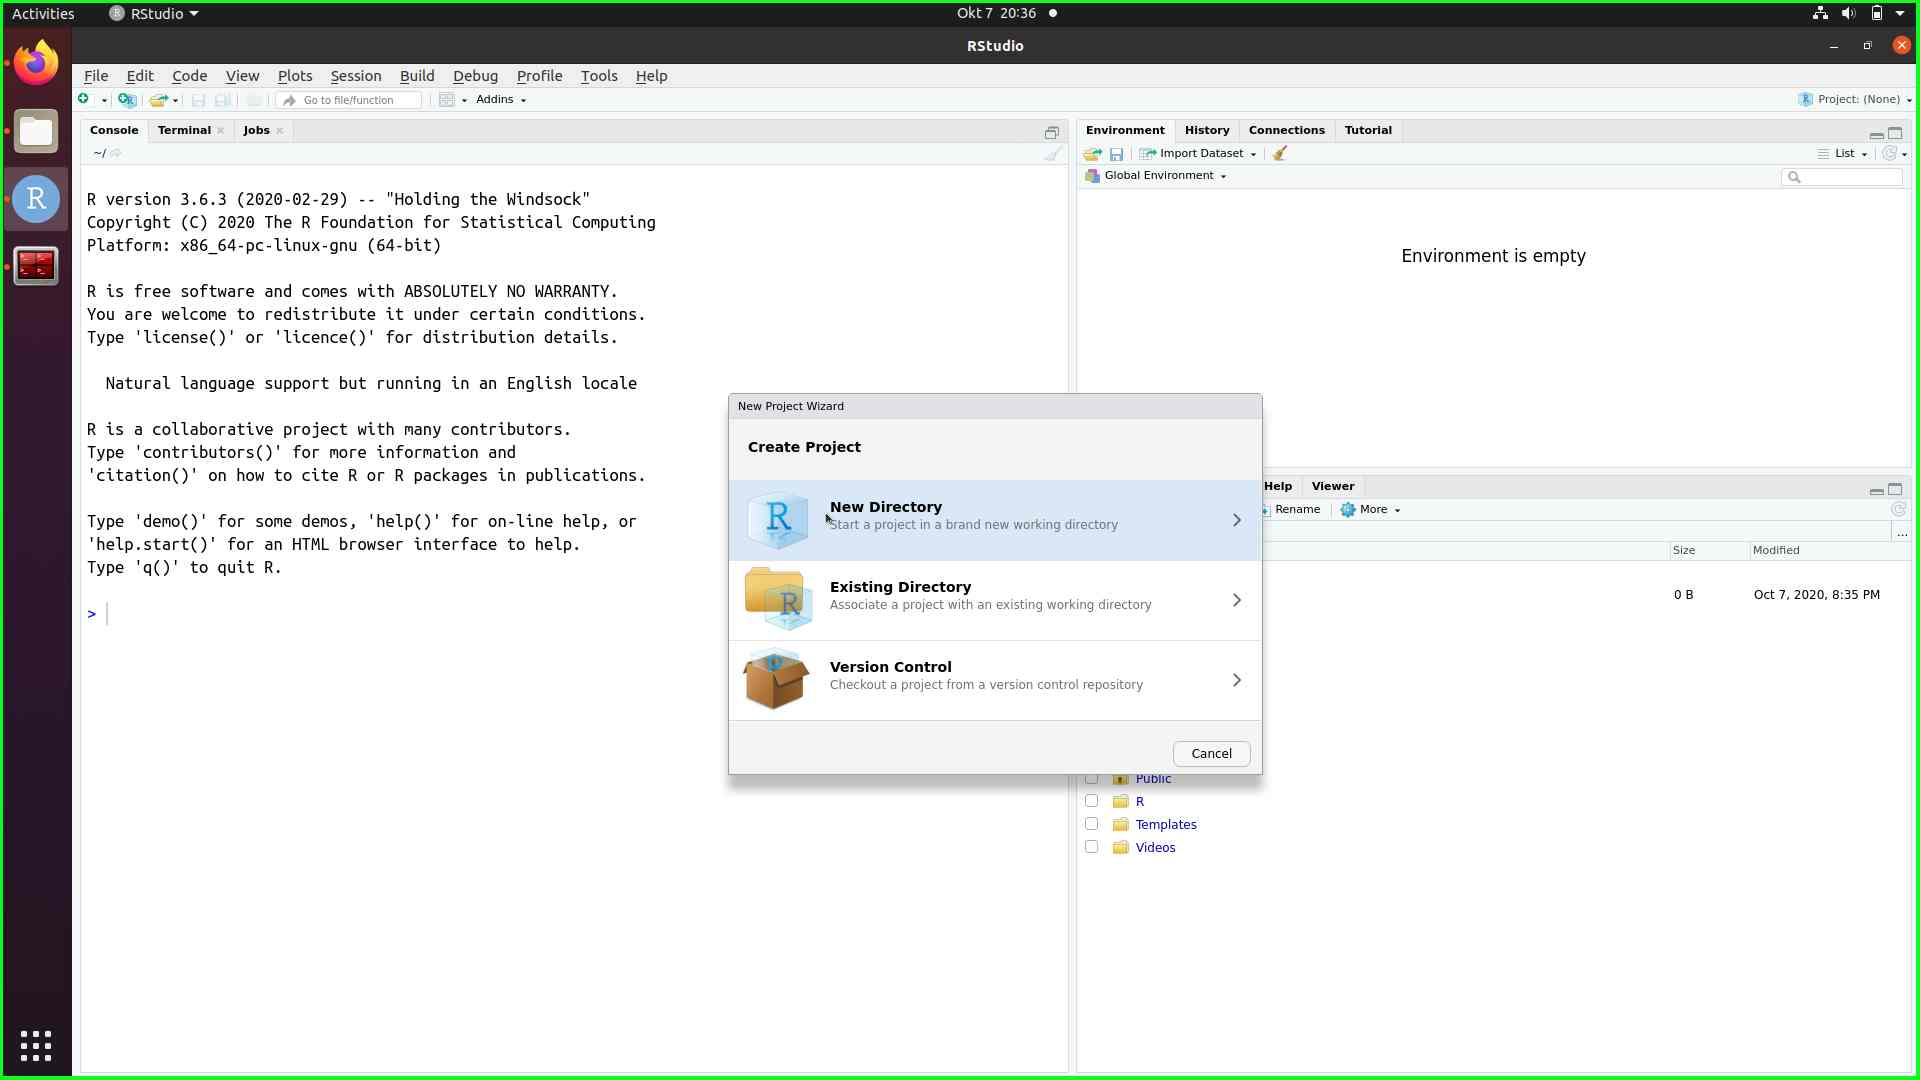 Activities
RStudio
Okt 7 20:36
RStudio
File Edit Code View Plots Session Build Debug Profile Tools Help
Go to file/function
Addins
Project: (None)
Console Terminal Jobs
~/
R version 3.6.3 (2020-02-29) -- "Holding the Windsock"
Copyright (C) 2020 The R Foundation for Statistical Computing
Platform: x86_64-pc-linux-gnu (64-bit)
R is free software and comes with ABSOLUTELY NO WARRANTY.
You are welcome to redistribute it under certain conditions.
Type 'license()' or 'licence()' for distribution details.
Natural language support but running in an English locale
R is a collaborative project with many contributors.
Type 'contributors()' for more information and
'citation()' on how to cite R or R packages in publications.
Type 'demo()' for some demos, 'help()' for on-line help, or
'help.start()' for an HTML browser interface to help.
Type 'q()' to quit R.
>
Environment History Connections Tutorial
Import Dataset
List
Global Environment
Environment is empty
New Project Wizard
Create Project
New Directory
Start a project in a brand new working directory
Existing Directory
Associate a project with an existing working directory
Version Control
Checkout a project from a version control repository
Cancel
Help Viewer
Rename More
...
Size Modified
0 B Oct 7, 2020, 8:35 PM
Public
R
Templates
Videos